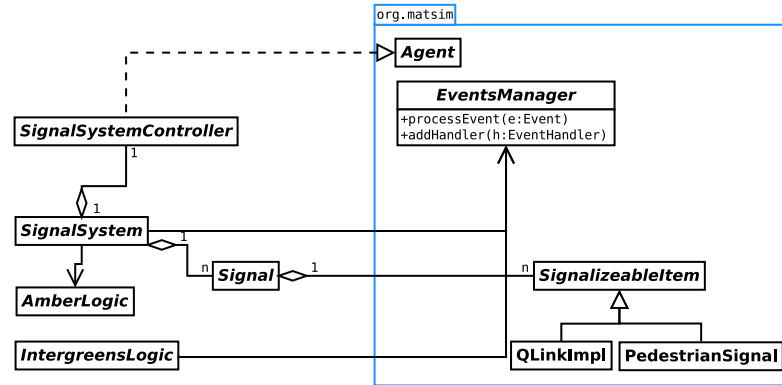 org.matsim
Agent
EventsManager
+processEvent(e:Event)
+addHandler(h:EventHandler)
SignalSystemController
1
1
SignalSystem
1
n
Signal
1
n
SignalizeableItem
AmberLogic
IntergreensLogic
QLinkImpl
PedestrianSignal